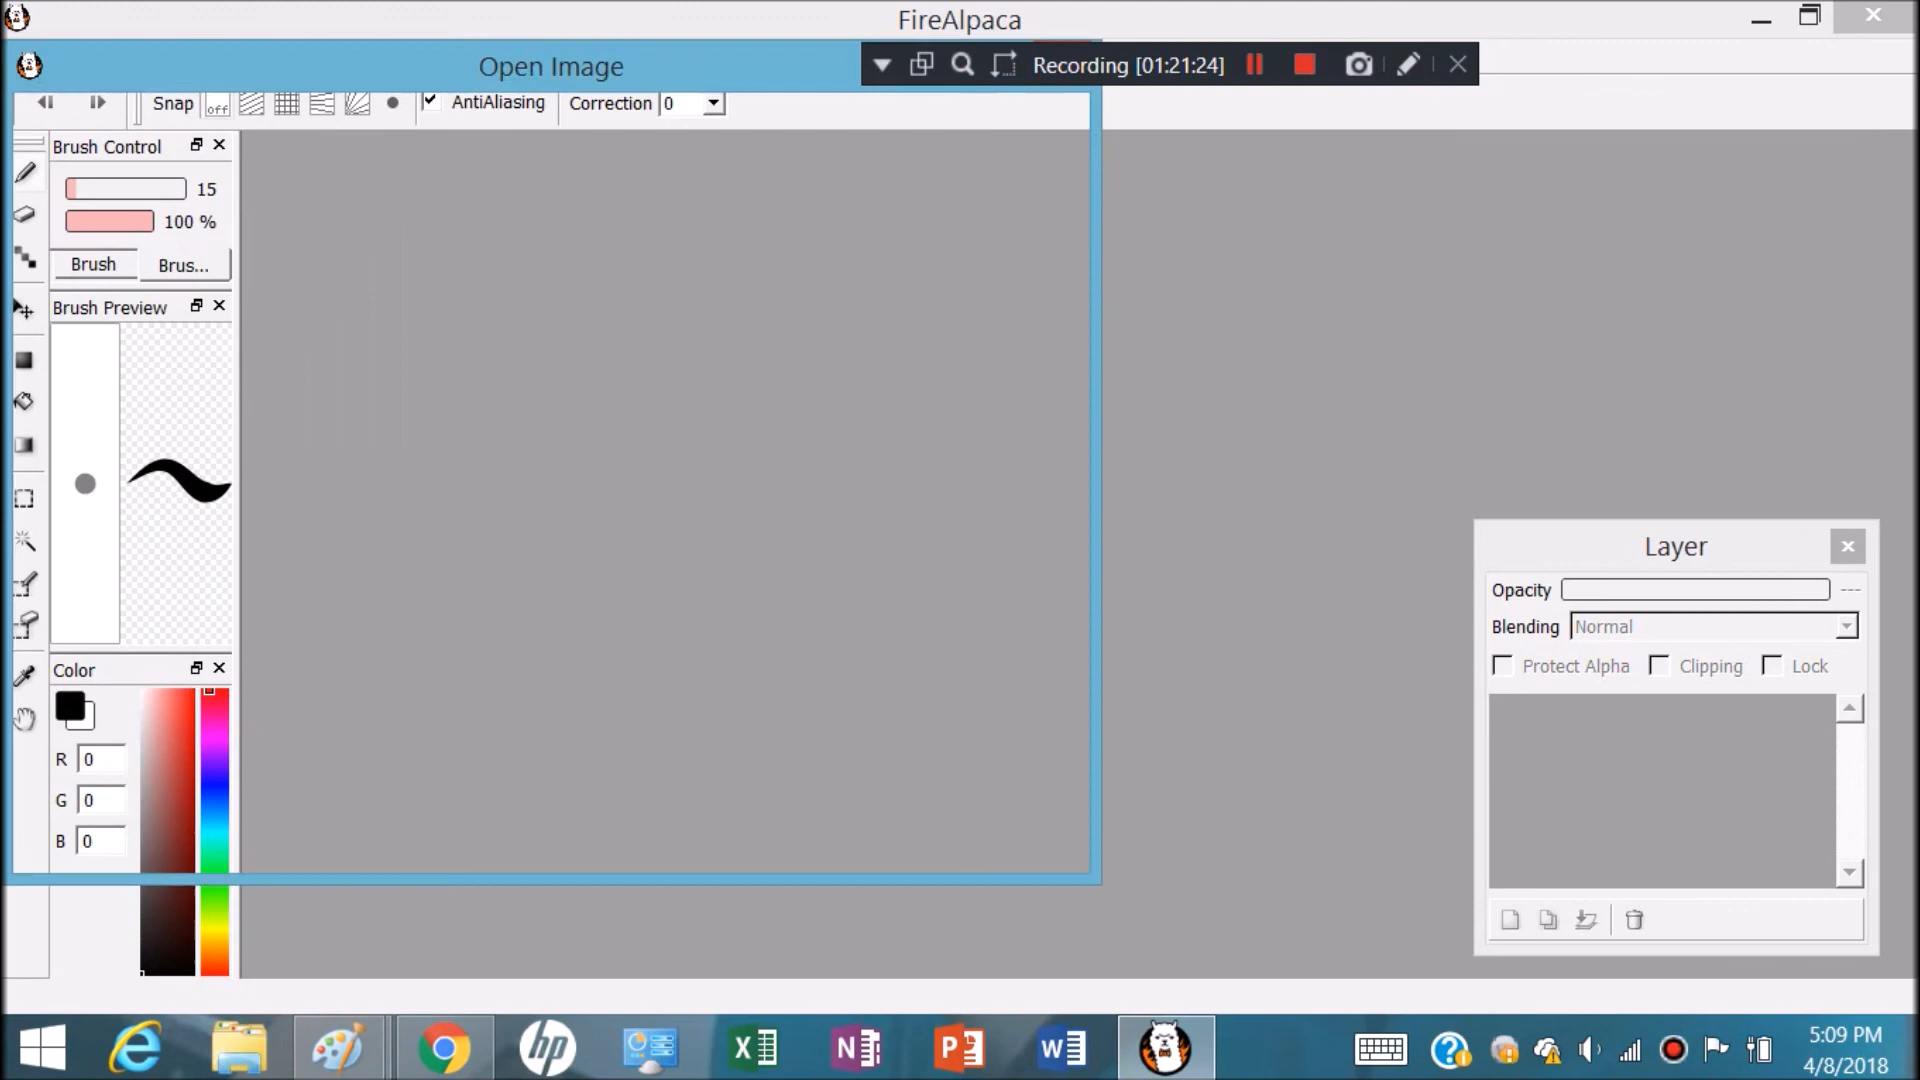 FireAlpaca
Open Image
Recording [01:21:24]
Snap off AntiAliasing Correction 0
Brush Control
15
100 %
Brush Brus...
Brush Preview
Color
R 0
G 0
B 0
Layer
Opacity ---
Blending Normal
Protect Alpha Clipping Lock
5:09 PM
4/8/2018
hp
X N P W